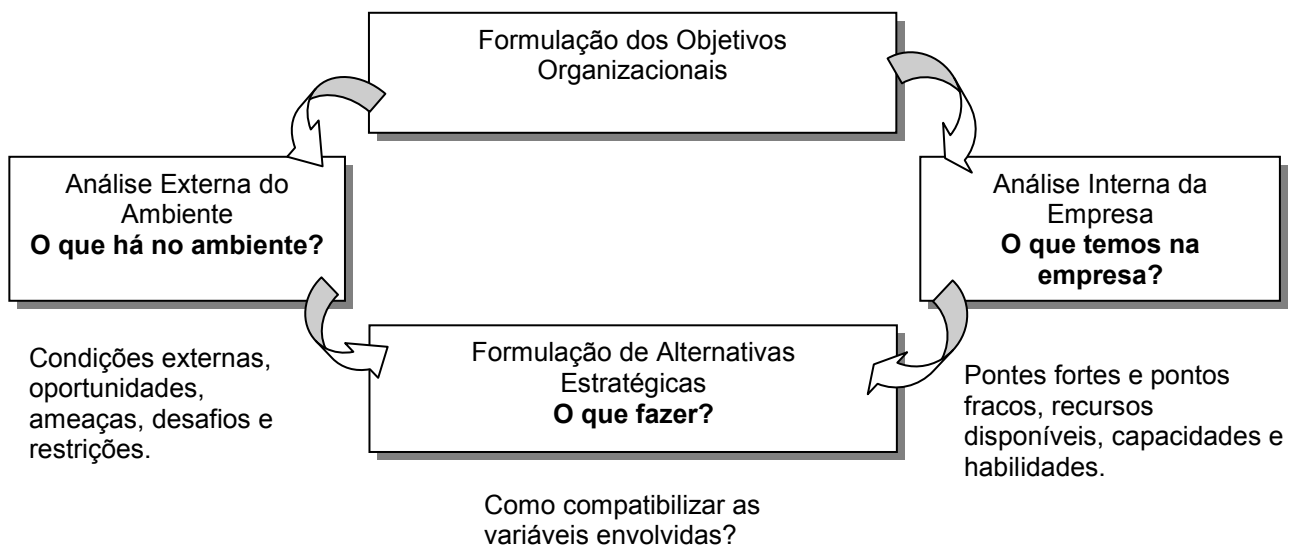 Formulação dos Objetivos
Organizacionais
Análise Externa do
Ambiente
O que há no ambiente?
Análise Interna da
Empresa
O que temos na
empresa?
Formulação de Alternativas
Estratégicas
O que fazer?
Condições externas,
oportunidades,
ameaças, desafios e
restrições.
Pontes fortes e pontos
fracos, recursos
disponíveis, capacidades e
habilidades.
Como compatibilizar as
variáveis envolvidas?